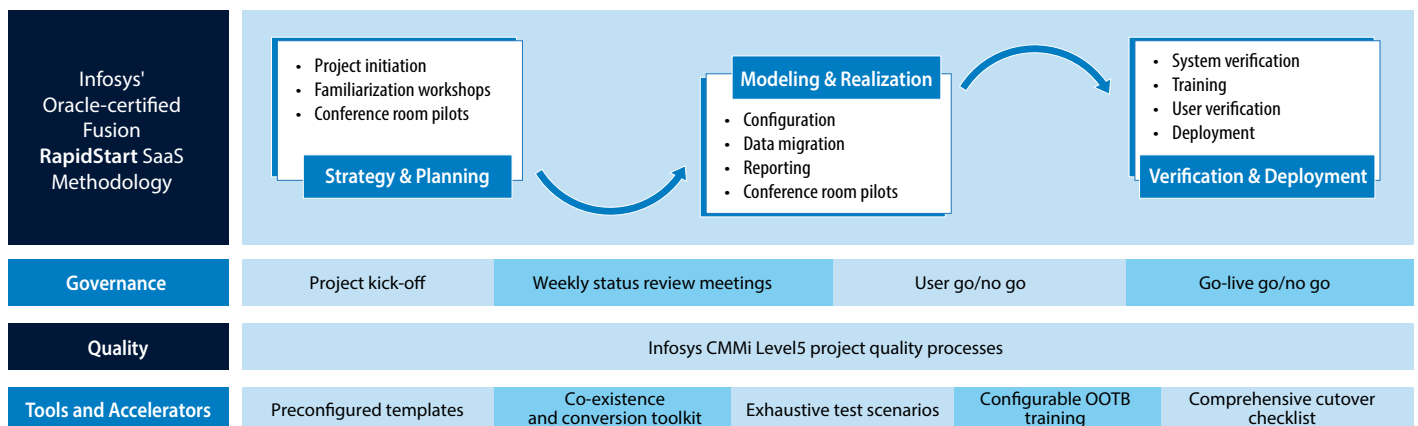 Infosys'
Oracle-certified
Fusion
RapidStart SaaS
Methodology
• Project initiation
• Familiarization workshops
• Conference room pilots
Strategy & Planning
Modeling & Realization
• Configuration
• Data migration
• Reporting
• Conference room pilots
• System verification
• Training
• User verification
• Deployment
Verification & Deployment
Governance
Project kick-off
Weekly status review meetings
User go/no go
Go-live go/no go
Quality
Infosys CMMi Level5 project quality processes
Tools and Accelerators
Preconfigured templates
Co-existence
and conversion toolkit
Exhaustive test scenarios
Configurable OOTB
training
Comprehensive cutover
checklist